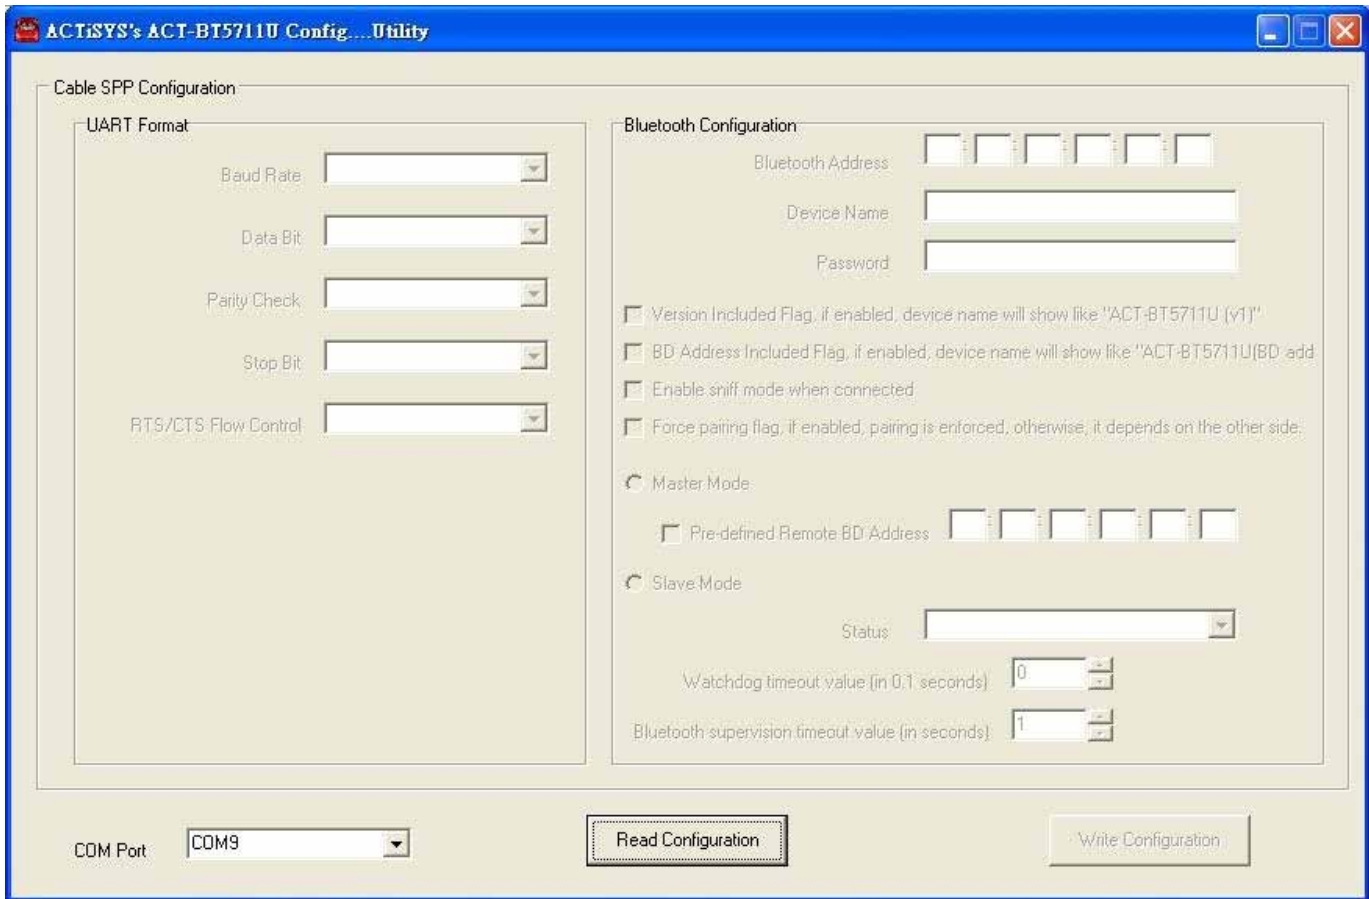 ACTiSYS's ACT-BT5711U Config....Utility
Cable SPP Configuration
UART Format
Baud Rate
Data Bit
Parity Check
Stop Bit
RTS/CTS Flow Control
Bluetooth Configuration
Bluetooth Address : : : : :
Device Name
Password
Version Included Flag, if enabled, device name will show like "ACT-BT5711U (v1)"
BD Address Included Flag, if enabled, device name will show like "ACT-BT5711U(BD add
Enable sniff mode when connected
Force pairing flag, if enabled, pairing is enforced, otherwise, it depends on the other side.
Master Mode
Pre-defined Remote BD Address : : : : :
Slave Mode
Status
Watchdog timeout value (in 0.1 seconds) 0
Bluetooth supervision timeout value (in seconds) 1
COM Port COM9
Read Configuration
Write Configuration